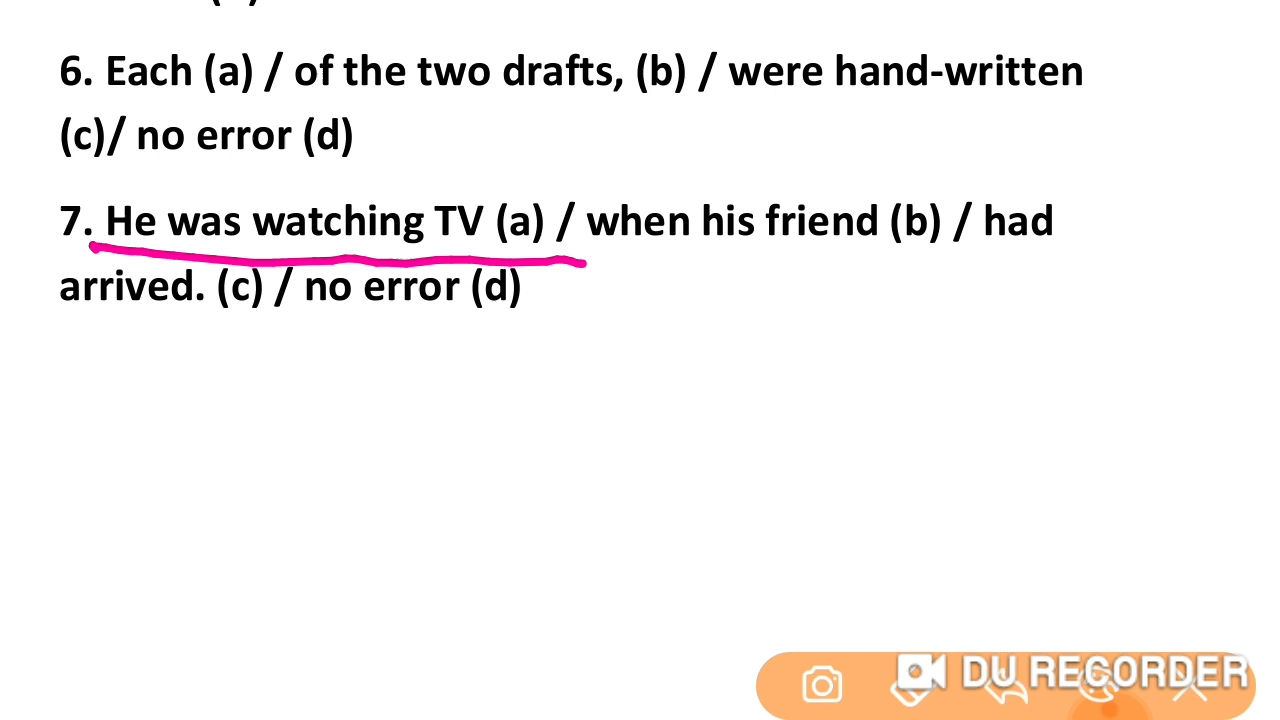 6. Each (a) / of the two drafts, (b) / were hand-written
(c)/ no error (d)
7. He was watching TV (a) / when his friend (b) / had
arrived. (c) / no error (d)
DU RECORDER